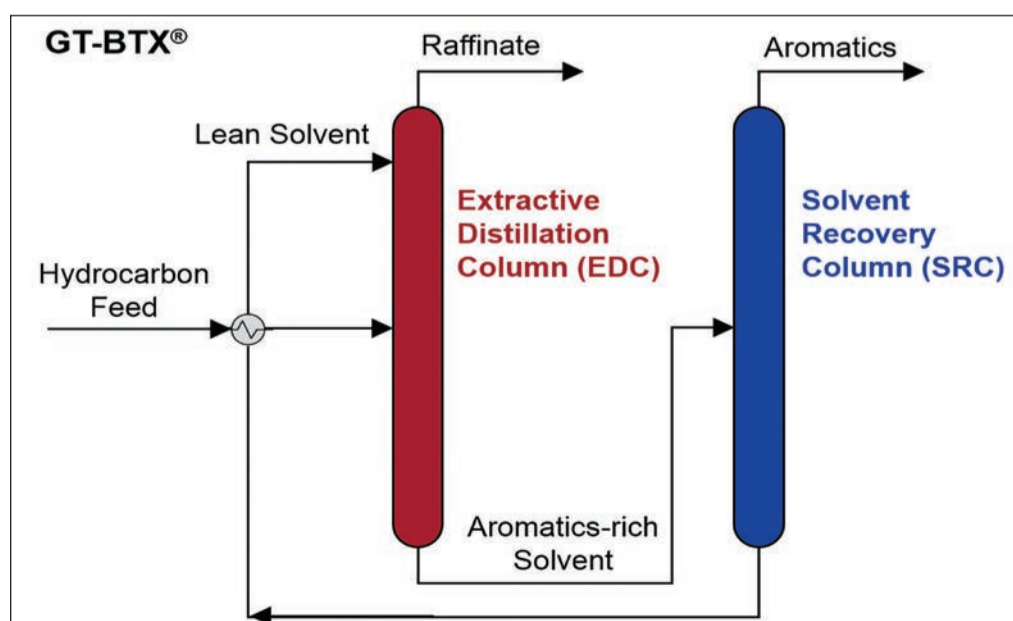 GT-BTX®
Raffinate
Aromatics
Lean Solvent
Extractive
Distillation
Column (EDC)
Solvent
Recovery
Column (SRC)
Hydrocarbon
Feed
Aromatics-rich
Solvent